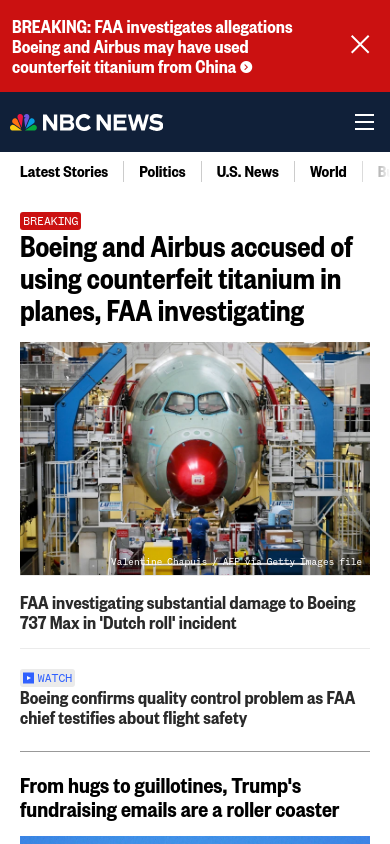 BREAKING: FAA investigates allegations
Boeing and Airbus may have used
counterfeit titanium from China
NBC NEWS
Latest Stories
Politics
U.S. News
World
BREAKING
Boeing and Airbus accused of
using counterfeit titanium in
planes, FAA investigating
Valentine Chapuis / AFP via Getty Images file
FAA investigating substantial damage to Boeing
737 Max in 'Dutch roll' incident
WATCH
Boeing confirms quality control problem as FAA
chief testifies about flight safety
From hugs to guillotines, Trump's
fundraising emails are a roller coaster